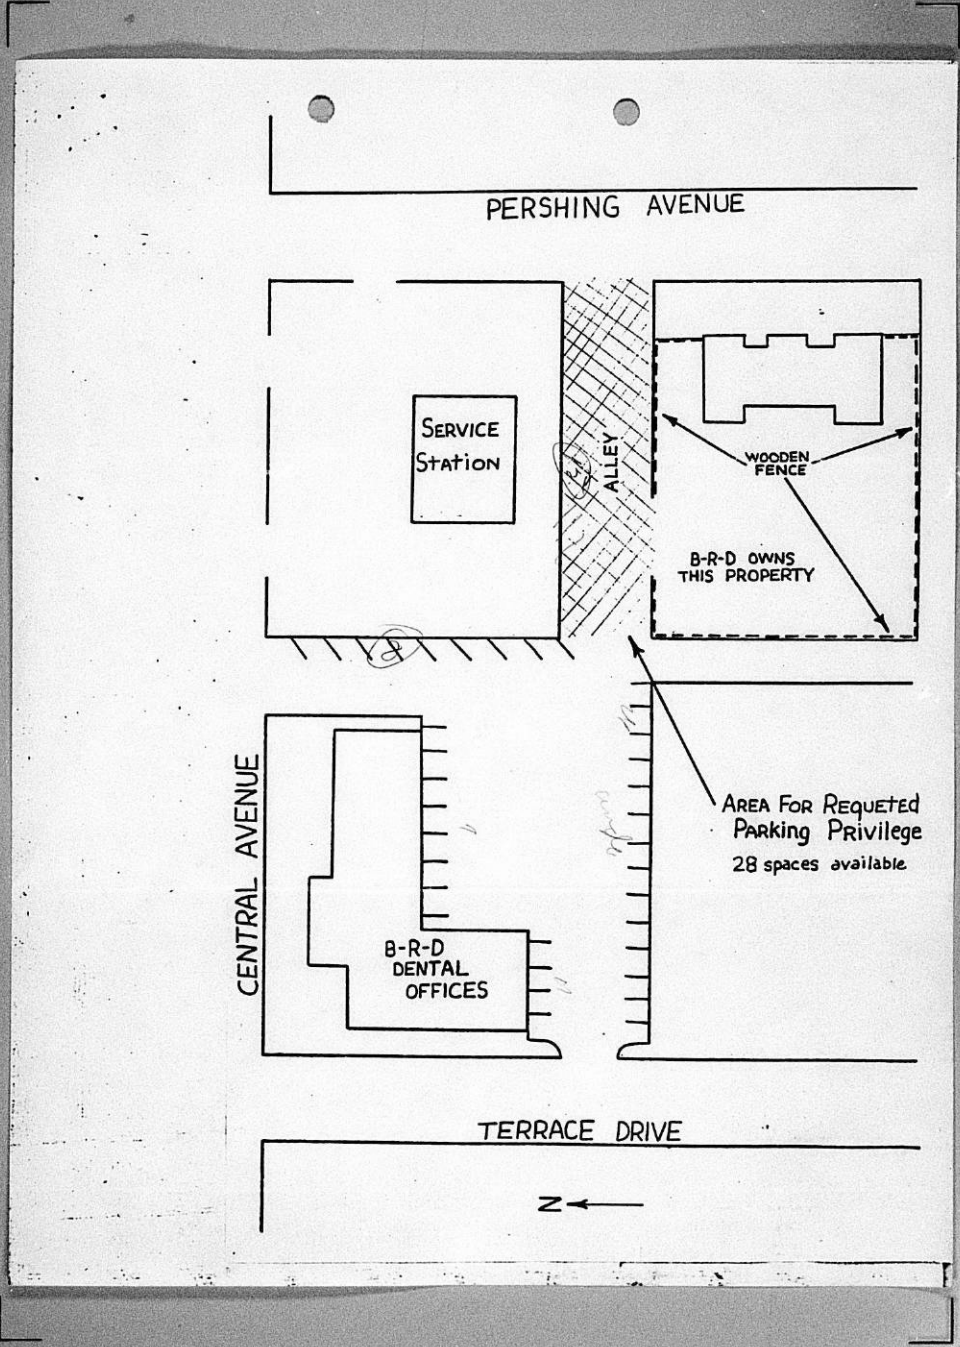 PERSHING AVENUE
SERVICE
STATION
ALLEY
WOODEN
FENCE
B-R-D OWNS
THIS PROPERTY
CENTRAL AVENUE
AREA FOR REQUETED
PARKING PRIVILEGE
28 spaces available
B-R-D
DENTAL
OFFICES
TERRACE DRIVE
N